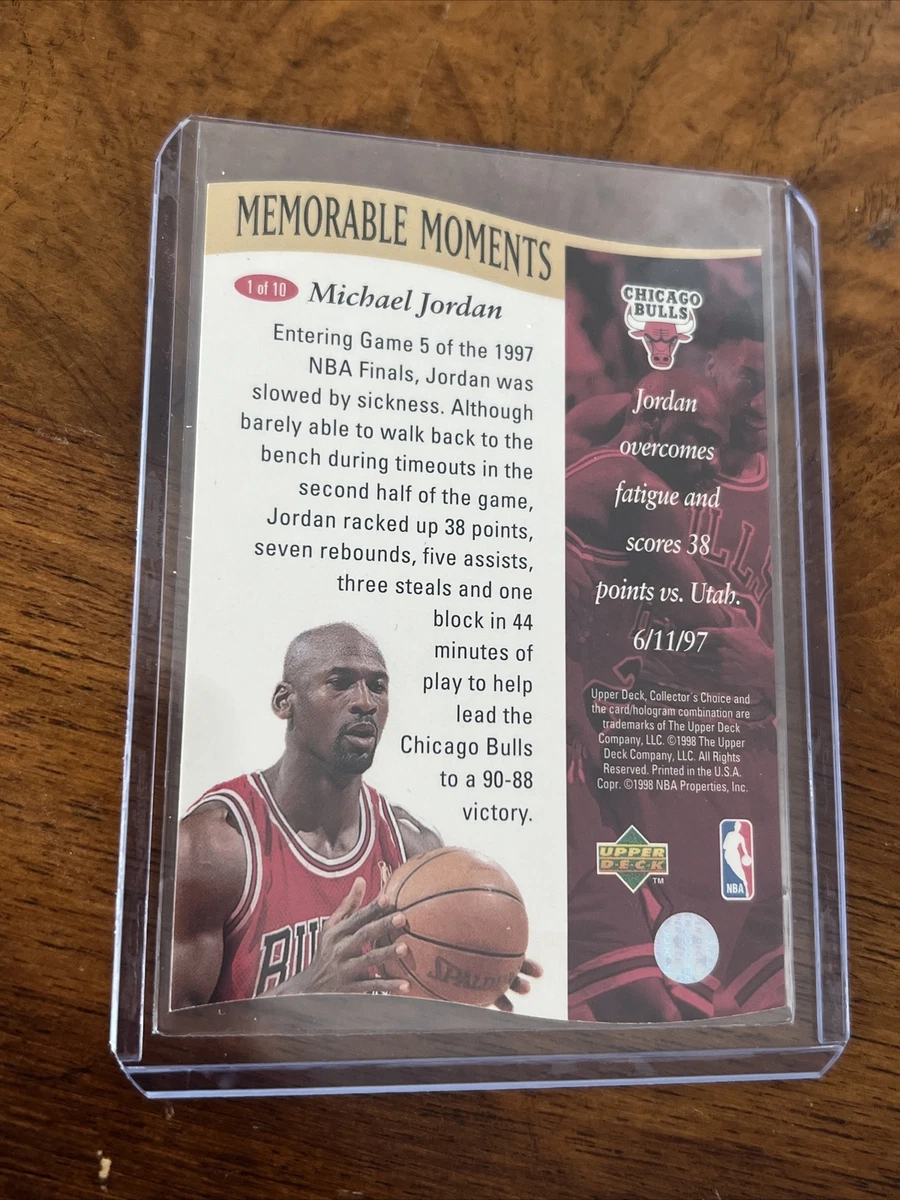 MEMORABLE MOMENTS
1 of 10 Michael Jordan
Entering Game 5 of the 1997
NBA Finals, Jordan was
slowed by sickness. Although
barely able to walk back to the
bench during timeouts in the
second half of the game,
Jordan racked up 38 points,
seven rebounds, five assists,
three steals and one
block in 44
minutes of
play to help
lead the
Chicago Bulls
to a 90-88
victory.
BUL
SPALDING
CHICAGO
BULLS
Jordan
overcomes
fatigue and
scores 38
points vs. Utah.
6/11/97
Upper Deck, Collector's Choice and
the card/hologram combination are
trademarks of The Upper Deck
Company, LLC. ©1998 The Upper
Deck Company, LLC. All Rights
Reserved. Printed in the U.S.A.
Copr. ©1998 NBA Properties, Inc.
UPPER
DECK
TM
NBA